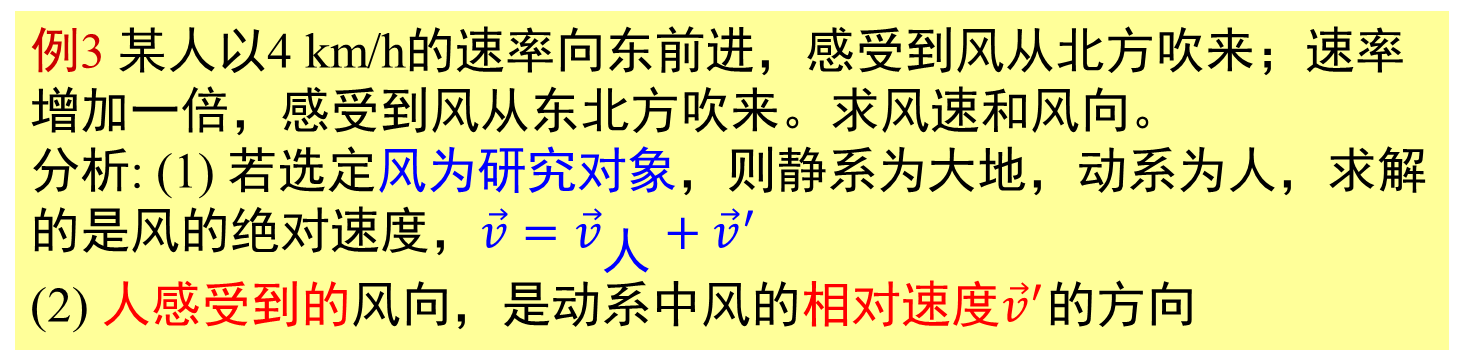 例3 某人以4 km/h的速率向东前进，感受到风从北方吹来；速率
增加一倍，感受到风从东北方吹来。求风速和风向。
分析: (1) 若选定风为研究对象，则静系为大地，动系为人，求解
的是风的绝对速度，$\vec{v} = \vec{v}_{人} + \vec{v}'$
(2) 人感受到的风向，是动系中风的相对速度$\vec{v}'$的方向